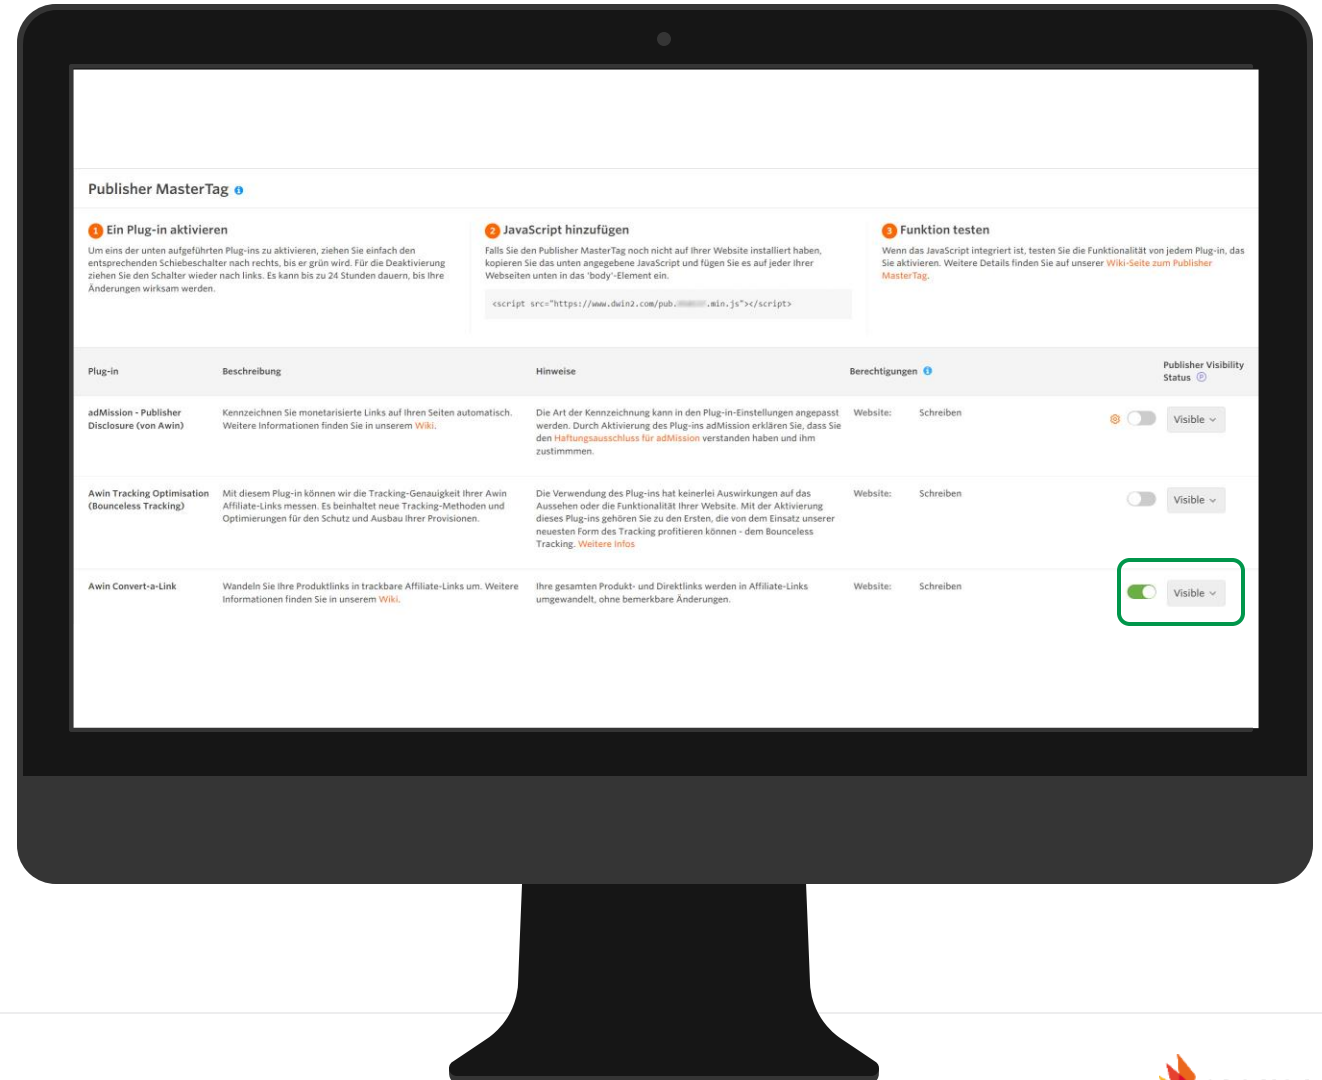 Publisher MasterTag
1 Ein Plug-in aktivieren
Um eins der unten aufgeführten Plug-ins zu aktivieren, ziehen Sie einfach den
entsprechenden Schiebeschalter nach rechts, bis er grün wird. Für die Deaktivierung
ziehen Sie den Schalter wieder nach links. Es kann bis zu 24 Stunden dauern, bis Ihre
Änderungen wirksam werden.
2 JavaScript hinzufügen
Falls Sie den Publisher MasterTag noch nicht auf Ihrer Website installiert haben,
kopieren Sie das unten angegebene JavaScript und fügen Sie es auf jeder Ihrer
Webseiten unten in das 'body'-Element ein.
<script src="https://www.dwin2.com/pub. .min.js"></script>
3 Funktion testen
Wenn das JavaScript integriert ist, testen Sie die Funktionalität von jedem Plug-in, das
Sie aktivieren. Weitere Details finden Sie auf unserer Wiki-Seite zum Publisher
MasterTag.
Plug-in
Beschreibung
Hinweise
Berechtigungen
Publisher Visibility
Status P
adMission - Publisher
Disclosure (von Awin)
Kennzeichnen Sie monetarisierte Links auf Ihren Seiten automatisch.
Weitere Informationen finden Sie in unserem Wiki.
Die Art der Kennzeichnung kann in den Plug-in-Einstellungen angepasst
werden. Durch Aktivierung des Plug-ins adMission erklären Sie, dass Sie
den Haftungsausschluss für adMission verstanden haben und ihm
zustimmmen.
Website: Schreiben
Visible
Awin Tracking Optimisation
(Bounceless Tracking)
Mit diesem Plug-in können wir die Tracking-Genauigkeit Ihrer Awin
Affiliate-Links messen. Es beinhaltet neue Tracking-Methoden und
Optimierungen für den Schutz und Ausbau Ihrer Provisionen.
Die Verwendung des Plug-ins hat keinerlei Auswirkungen auf das
Aussehen oder die Funktionalität Ihrer Website. Mit der Aktivierung
dieses Plug-ins gehören Sie zu den Ersten, die von dem Einsatz unserer
neuesten Form des Tracking profitieren können - dem Bounceless
Tracking. Weitere Infos
Website: Schreiben
Visible
Awin Convert-a-Link
Wandeln Sie Ihre Produktlinks in trackbare Affiliate-Links um. Weitere
Informationen finden Sie in unserem Wiki.
Ihre gesamten Produkt- und Direktlinks werden in Affiliate-Links
umgewandelt, ohne bemerkbare Änderungen.
Website: Schreiben
Visible